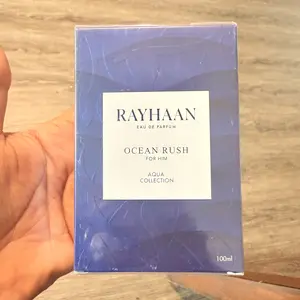 RAYHAAN
EAU DE PARFUM
OCEAN RUSH
FOR HIM
AQUA
COLLECTION
100ml